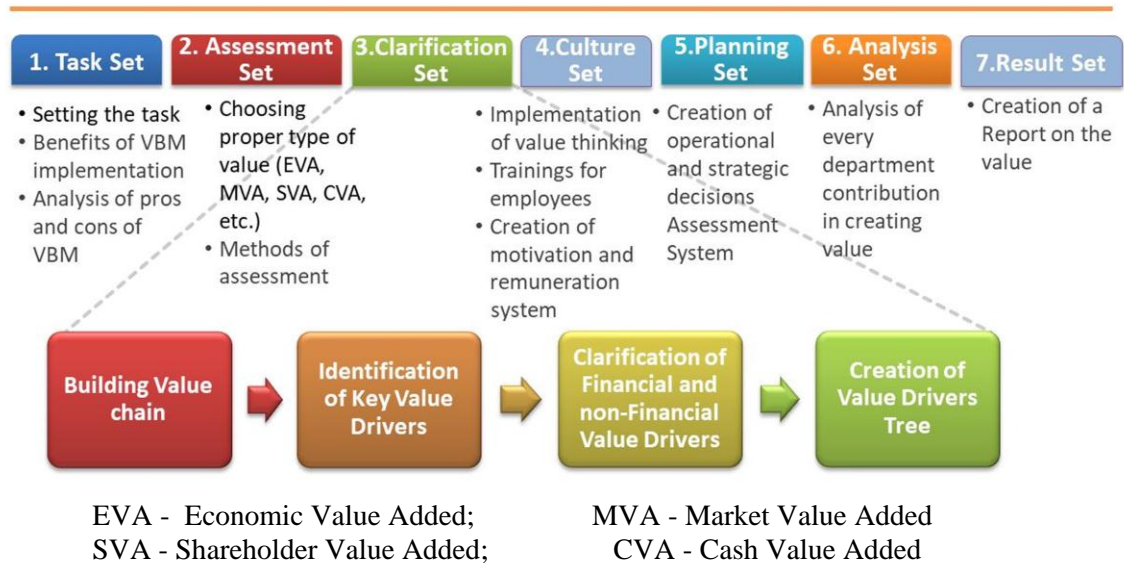 1. Task Set
2. Assessment
Set
3.Clarification
Set
4.Culture
Set
5.Planning
Set
6. Analysis
Set
7.Result Set
• Setting the task
• Benefits of VBM
implementation
• Analysis of pros
and cons of
VBM
• Choosing
proper type of
value (EVA,
MVA, SVA, CVA,
etc.)
• Methods of
assessment
• Implementation
of value thinking
• Trainings for
employees
• Creation of
motivation and
remuneration
system
• Creation of
operational
and strategic
decisions
Assessment
System
• Analysis of
every
department
contribution
in creating
value
• Creation of a
Report on the
value
Building Value
chain
Identification
of Key Value
Drivers
Clarification of
Financial and
non-Financial
Value Drivers
Creation of
Value Drivers
Tree
EVA - Economic Value Added; MVA - Market Value Added
SVA - Shareholder Value Added; CVA - Cash Value Added